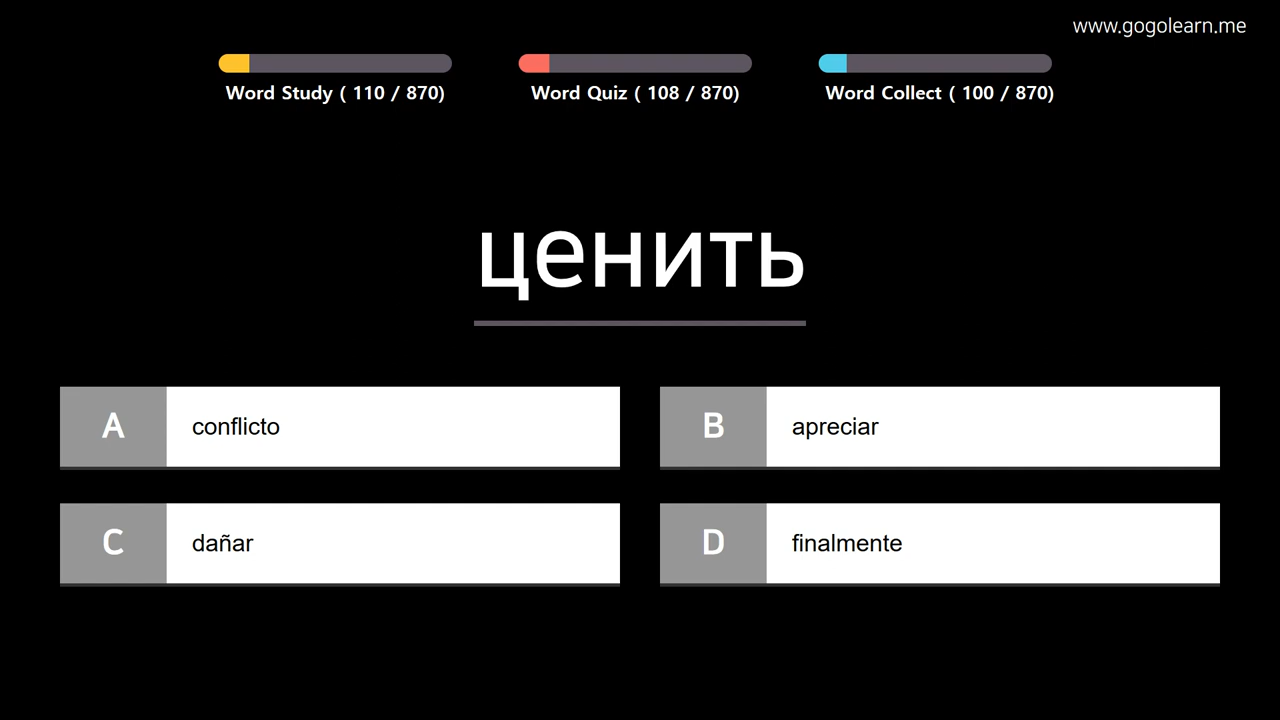 www.gogolearn.me
Word Study ( 110 / 870)
Word Quiz ( 108 / 870)
Word Collect ( 100 / 870)
ценить
A conflicto
B apreciar
C dañar
D finalmente